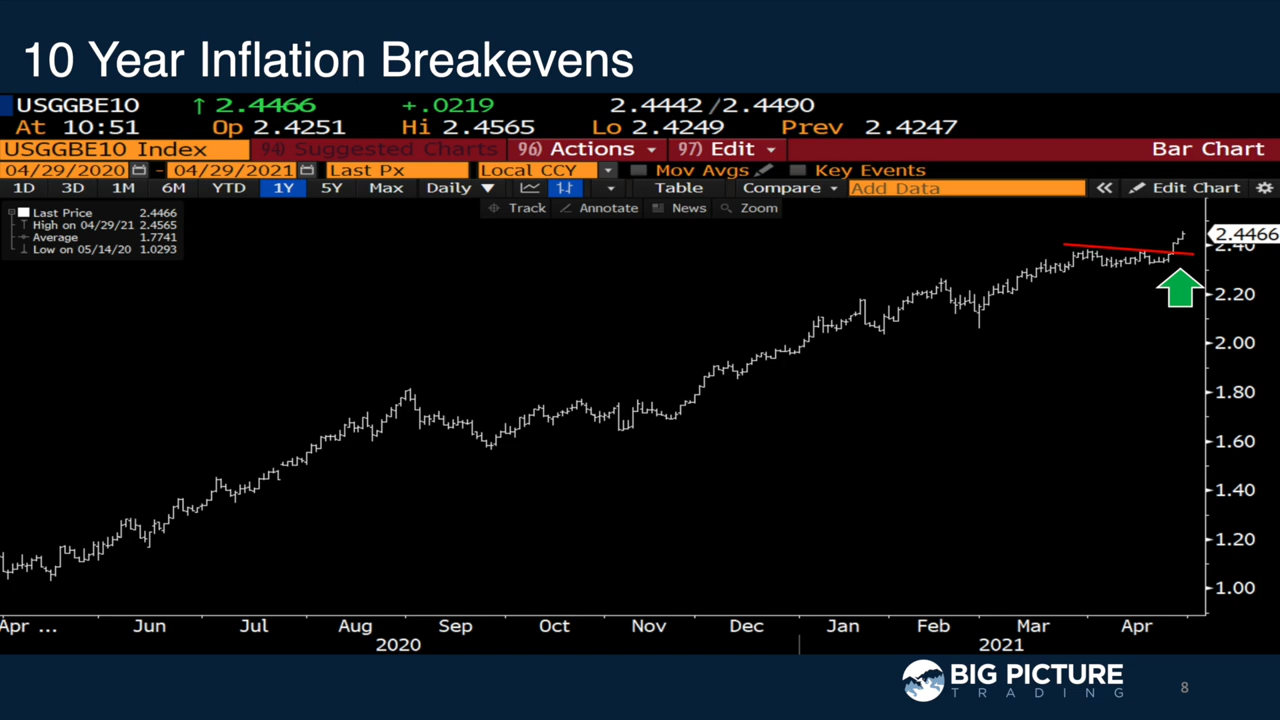 10 Year Inflation Breakevens
USGGBE10 ↑ 2.4466 +.0219 2.4442/2.4490
At 10:51 Op 2.4251 Hi 2.4565 Lo 2.4249 Prev 2.4247
USGGBE10 Index 94) Suggested Charts 96) Actions 97) Edit Bar Chart
04/29/2020 - 04/29/2021 Last Px Local CCY Mov Avgs Key Events
1D 3D 1M 6M YTD 1Y 5Y Max Daily ▼ Table Compare Add Data « Edit Chart
Track Annotate News Zoom
Last Price 2.4466
High on 04/29/21 2.4565
Average 1.7741
Low on 05/14/20 1.0293
2.4466
2.40
2.20
2.00
1.80
1.60
1.40
1.20
1.00
Apr ... Jun Jul Aug Sep Oct Nov Dec Jan Feb Mar Apr
2020 2021
BIG PICTURE
TRADING
8